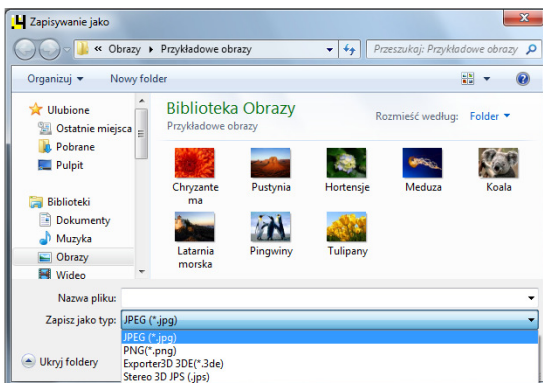 Zapisywanie jako
« Obrazy ▸ Przykładowe obrazy
Przeszukaj: Przykładowe obrazy
Organizuj
New folder
Ulubione
Ostatnie miejsca
Pobrane
Pulpit
Biblioteki
Dokumenty
Muzyka
Obrazy
Wideo
Biblioteka Obrazy
Przykładowe obrazy
Rozmieść według: Folder
Chryzante
ma
Pustynia
Hortensje
Meduza
Koala
Latarnia
morska
Pingwiny
Tulipany
Nazwa pliku:
Zapisz jako typ: JPEG (*.jpg)
JPEG (*.jpg)
PNG(*.png)
Exporter3D 3DE(*.3de)
Stereo 3D JPS (.jps)
Ukryj foldery